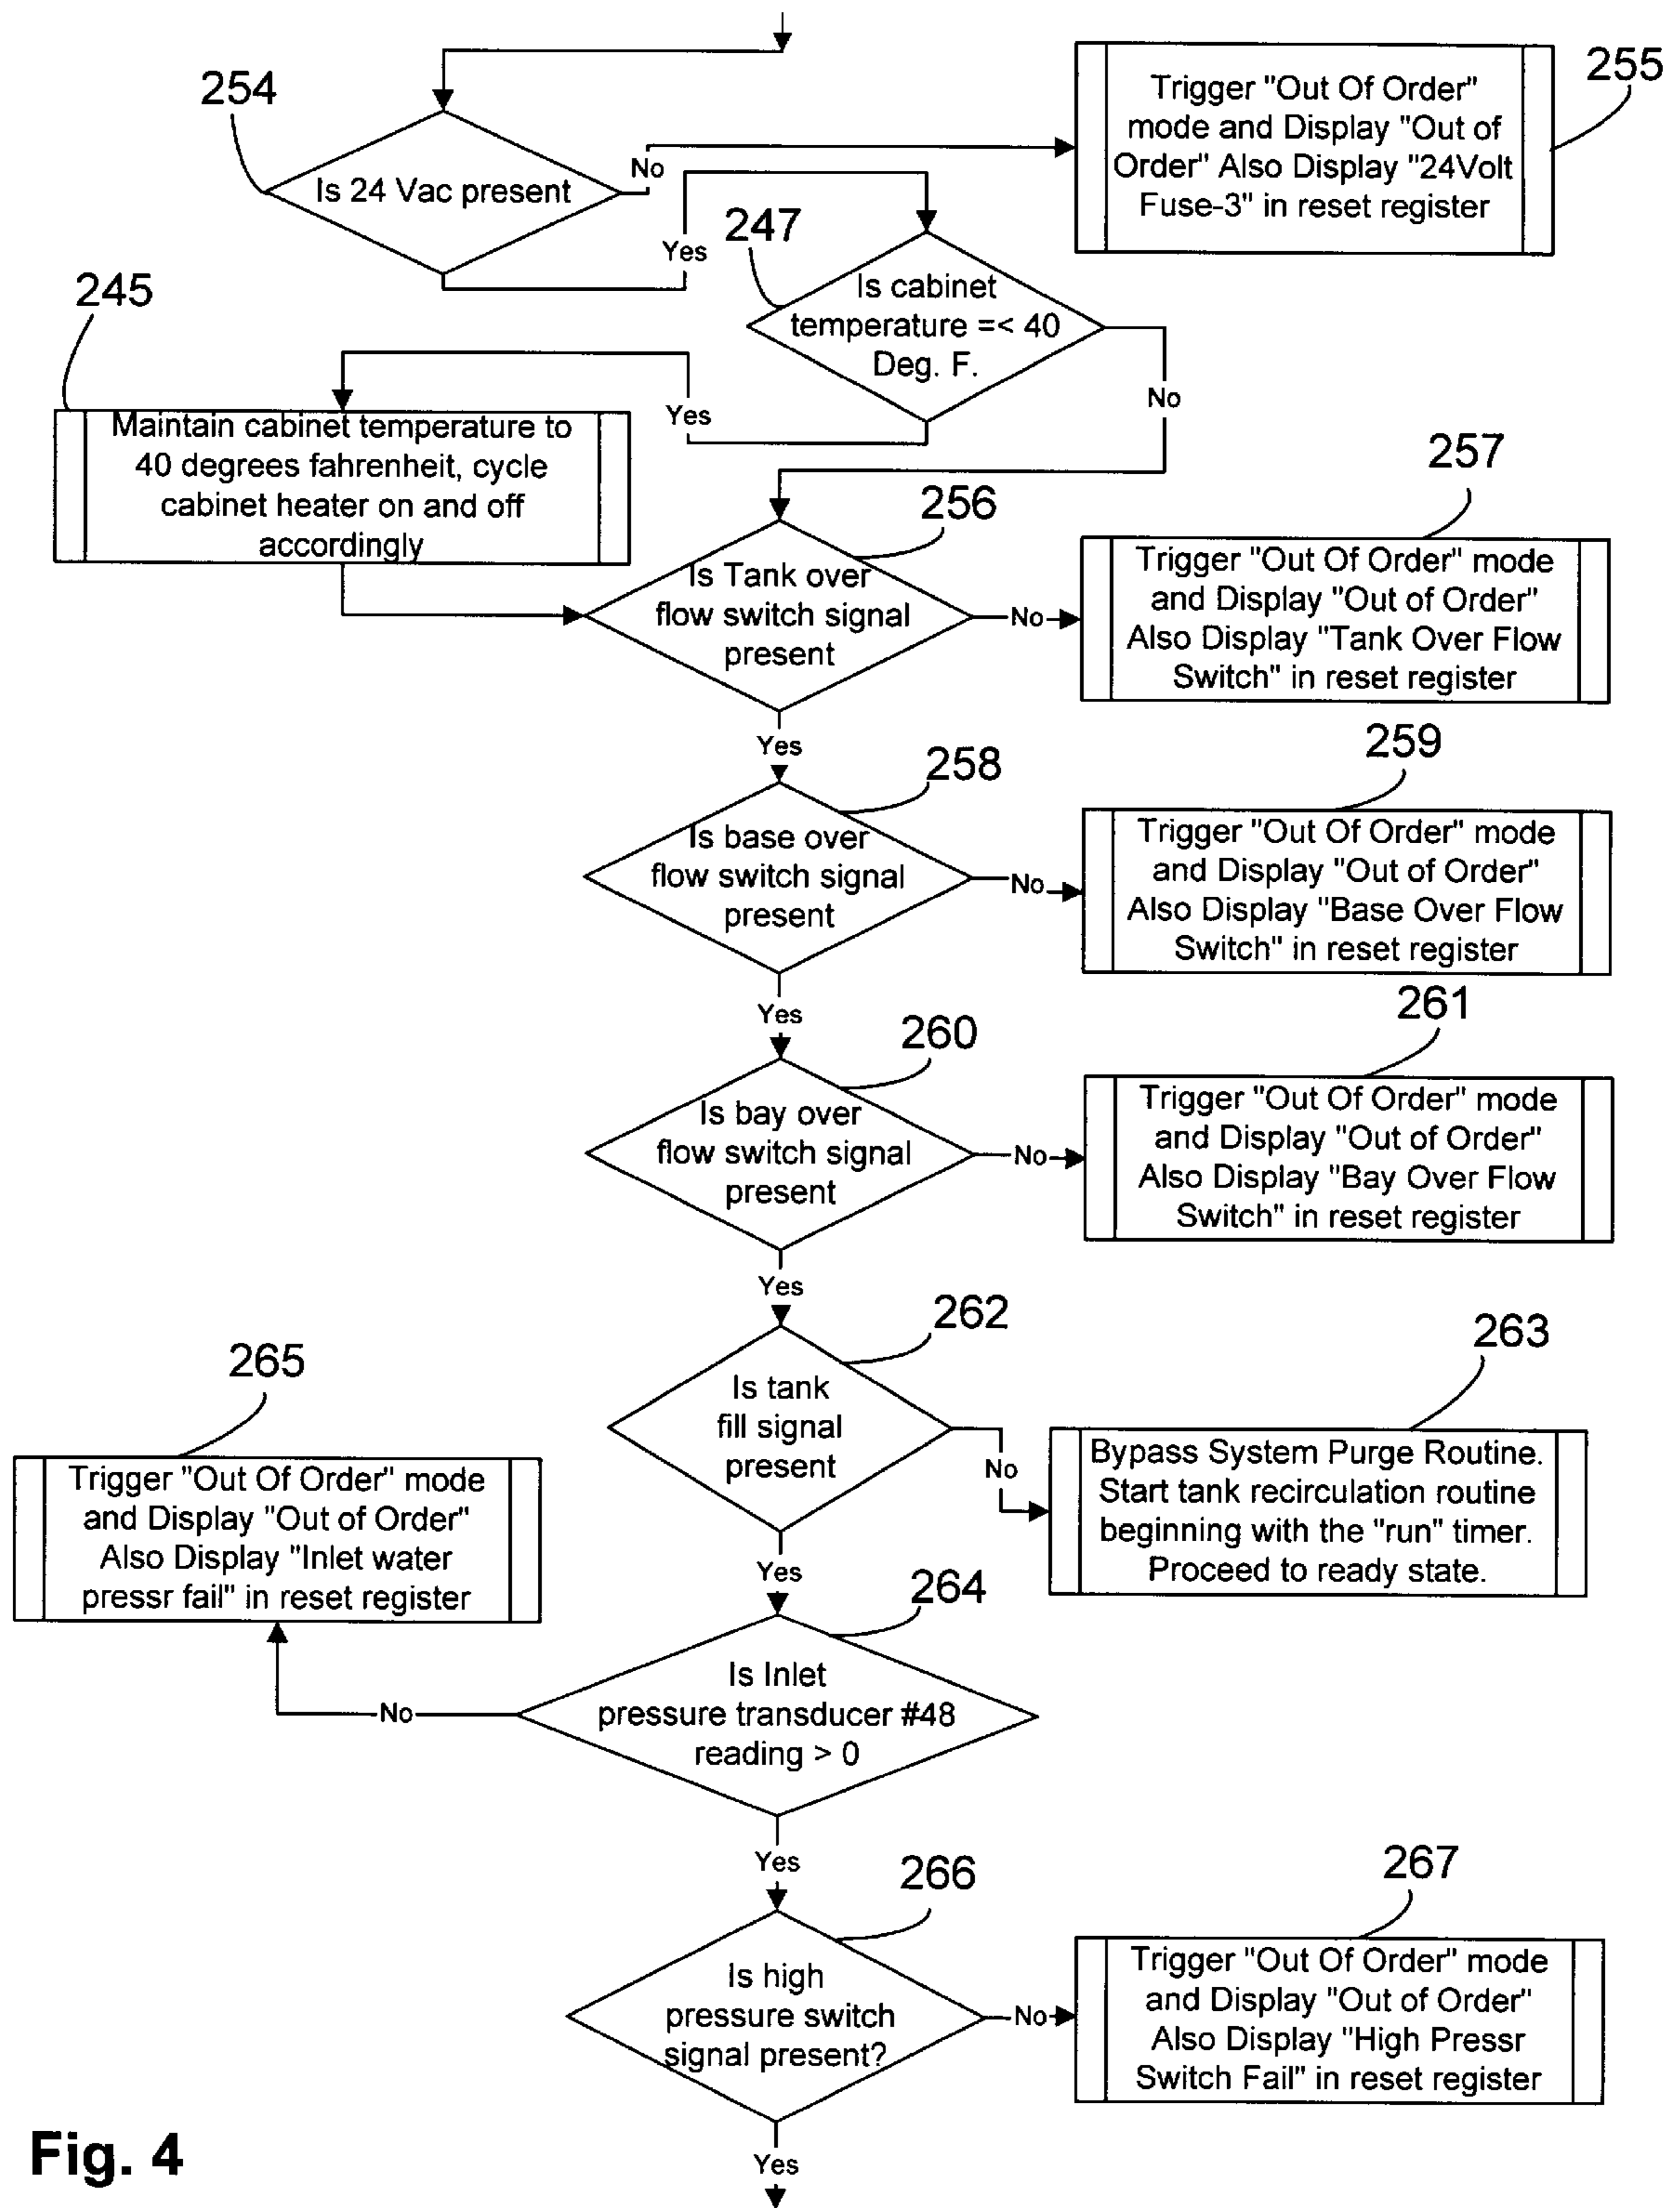 254
Is 24 Vac present
No
Trigger "Out Of Order"
mode and Display "Out of
Order" Also Display "24Volt
Fuse-3" in reset register
255
Yes
247
Is cabinet
temperature =< 40
Deg. F.
No
Yes
245
Maintain cabinet temperature to
40 degrees fahrenheit, cycle
cabinet heater on and off
accordingly
256
Is Tank over
flow switch signal
present
No
257
Trigger "Out Of Order" mode
and Display "Out of Order"
Also Display "Tank Over Flow
Switch" in reset register
Yes
258
Is base over
flow switch signal
present
No
259
Trigger "Out Of Order" mode
and Display "Out of Order"
Also Display "Base Over Flow
Switch" in reset register
Yes
260
Is bay over
flow switch signal
present
No
261
Trigger "Out Of Order" mode
and Display "Out of Order"
Also Display "Bay Over Flow
Switch" in reset register
Yes
262
Is tank
fill signal
present
No
263
Bypass System Purge Routine.
Start tank recirculation routine
beginning with the "run" timer.
Proceed to ready state.
Yes
265
Trigger "Out Of Order" mode
and Display "Out of Order"
Also Display "Inlet water
pressr fail" in reset register
264
Is Inlet
pressure transducer #48
reading > 0
No
Yes
266
Is high
pressure switch
signal present?
No
267
Trigger "Out Of Order" mode
and Display "Out of Order"
Also Display "High Pressr
Switch Fail" in reset register
Yes
Fig. 4